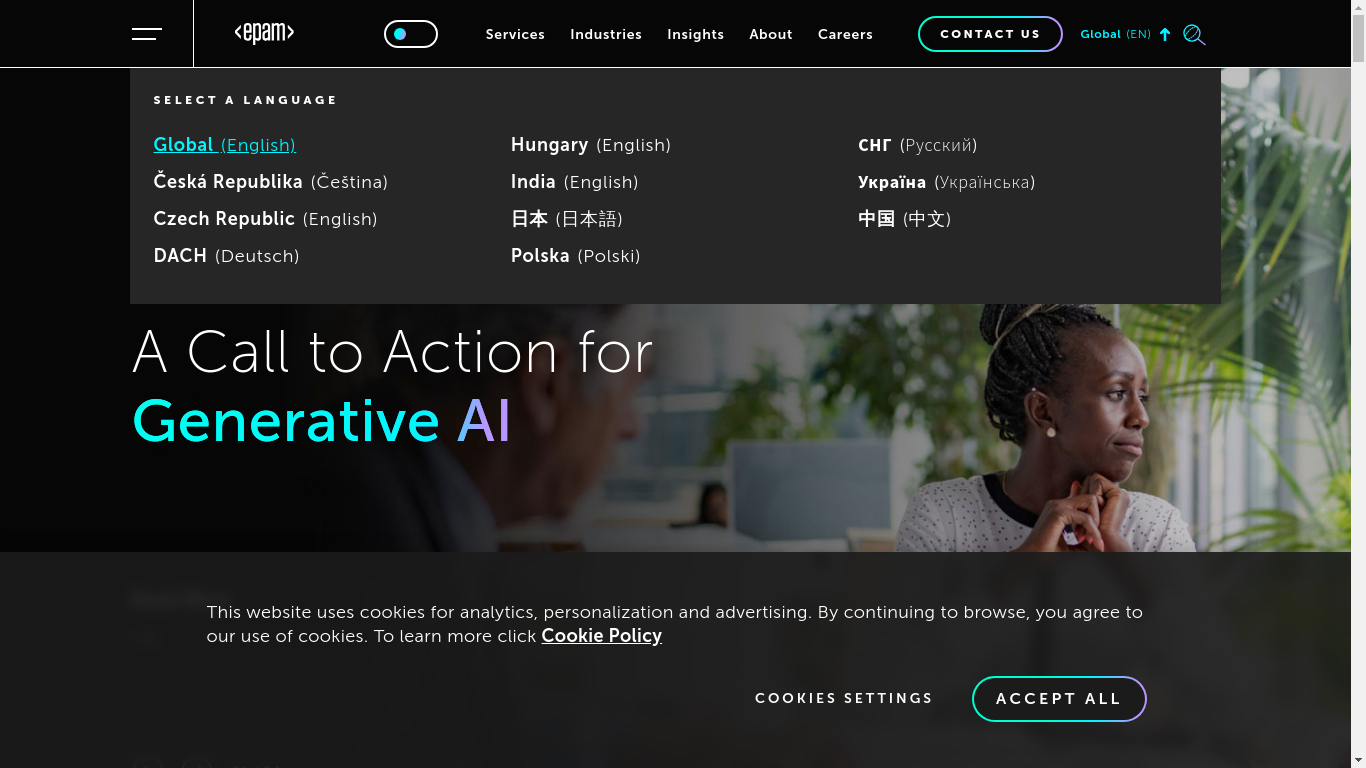 <epam>
Services
Industries
Insights
About
Careers
CONTACT US
Global (EN)
SELECT A LANGUAGE
Global (English)
Česká Republika (Čeština)
Czech Republic (English)
DACH (Deutsch)
Hungary (English)
India (English)
日本 (日本語)
Polska (Polski)
СНГ (Русский)
Україна (Українська)
中国 (中文)
A Call to Action for
Generative AI
This website uses cookies for analytics, personalization and advertising. By continuing to browse, you agree to
our use of cookies. To learn more click Cookie Policy
COOKIES SETTINGS
ACCEPT ALL